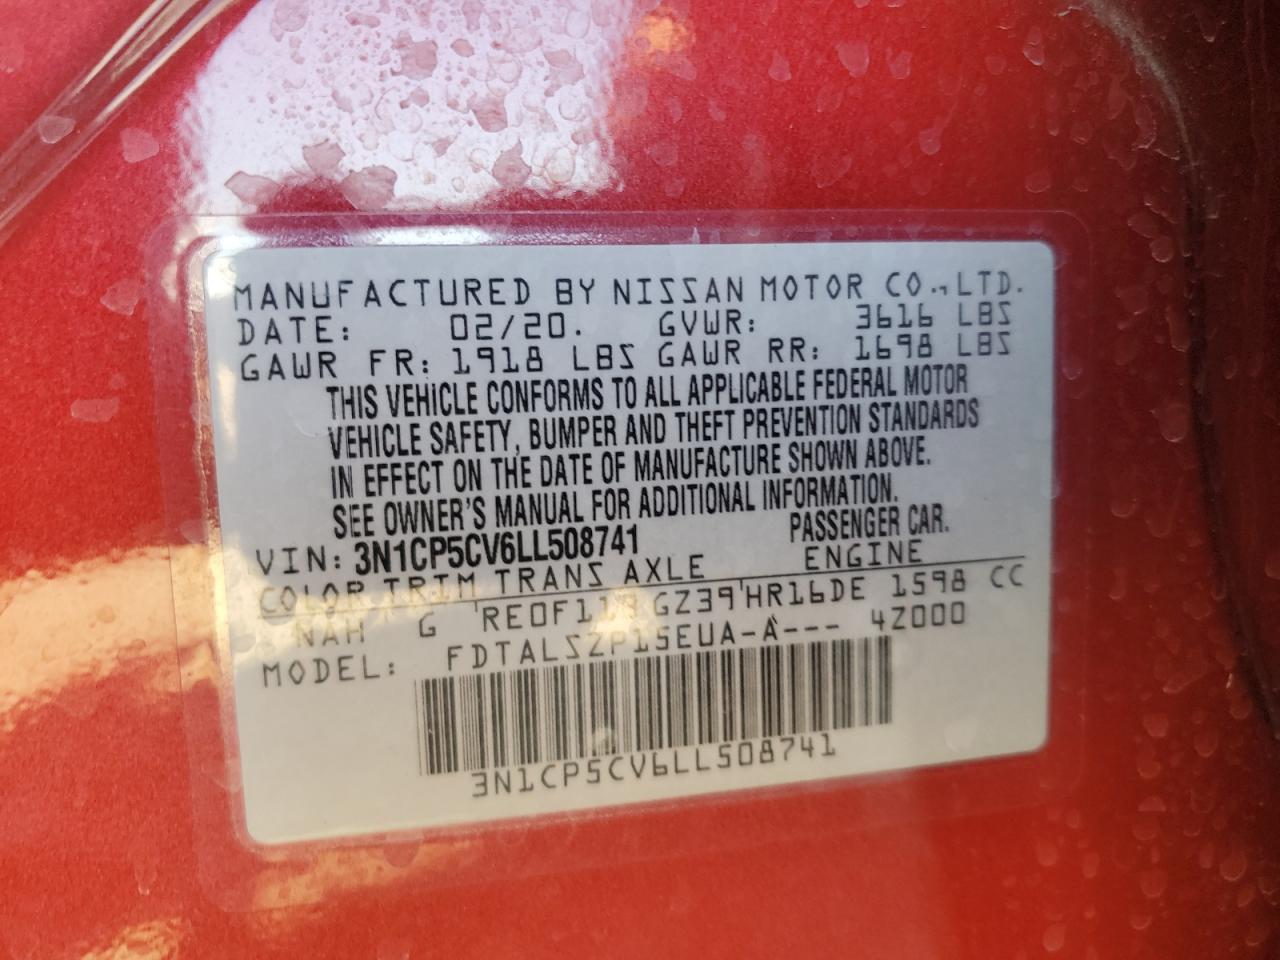 MANUFACTURED BY NISSAN MOTOR CO., LTD.
DATE: 02/20. GVWR: 3616 LBS
GAWR FR: 1918 LBS GAWR RR: 1698 LBS
THIS VEHICLE CONFORMS TO ALL APPLICABLE FEDERAL MOTOR
VEHICLE SAFETY, BUMPER AND THEFT PREVENTION STANDARDS
IN EFFECT ON THE DATE OF MANUFACTURE SHOWN ABOVE.
SEE OWNER'S MANUAL FOR ADDITIONAL INFORMATION.
VIN: 3N1CP5CV6LL508741 PASSENGER CAR.
COLOR TRIM TRANS AXLE ENGINE
NAH G GZ39 HR16DE 1598 CC
MODEL: FDTALSZP15EUA-A--- 4Z000
3N1CP5CV6LL508741